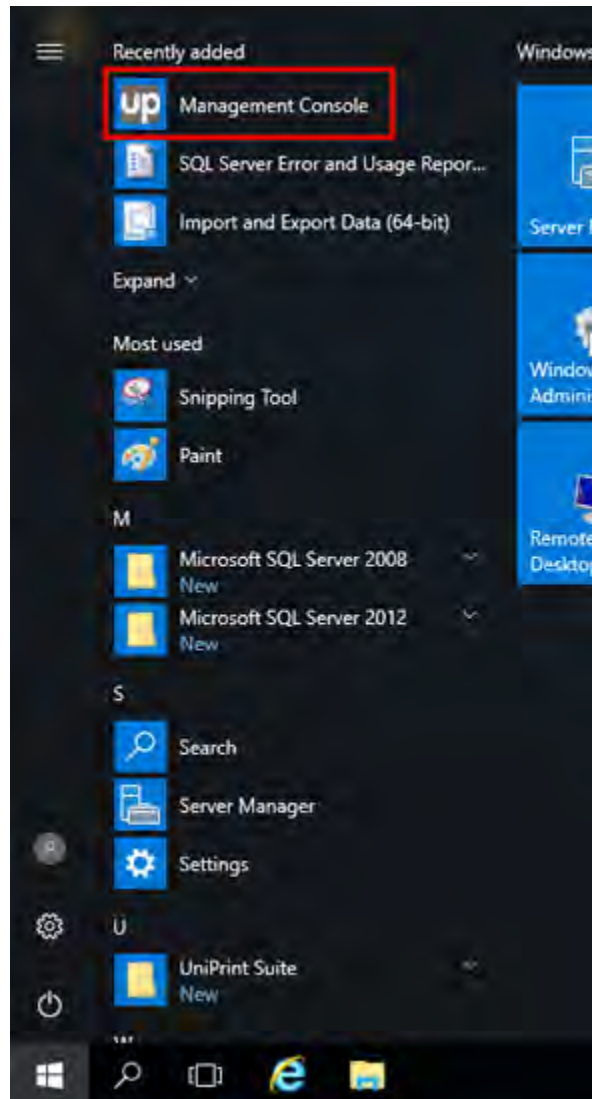 Recently added
Windows
up
Management Console
SQL Server Error and Usage Repor...
Import and Export Data (64-bit)
Server
Expand
Most used
Snipping Tool
Paint
M
Microsoft SQL Server 2008
New
Microsoft SQL Server 2012
New
Remote
S
Search
Server Manager
Settings
U
UniPrint Suite
New